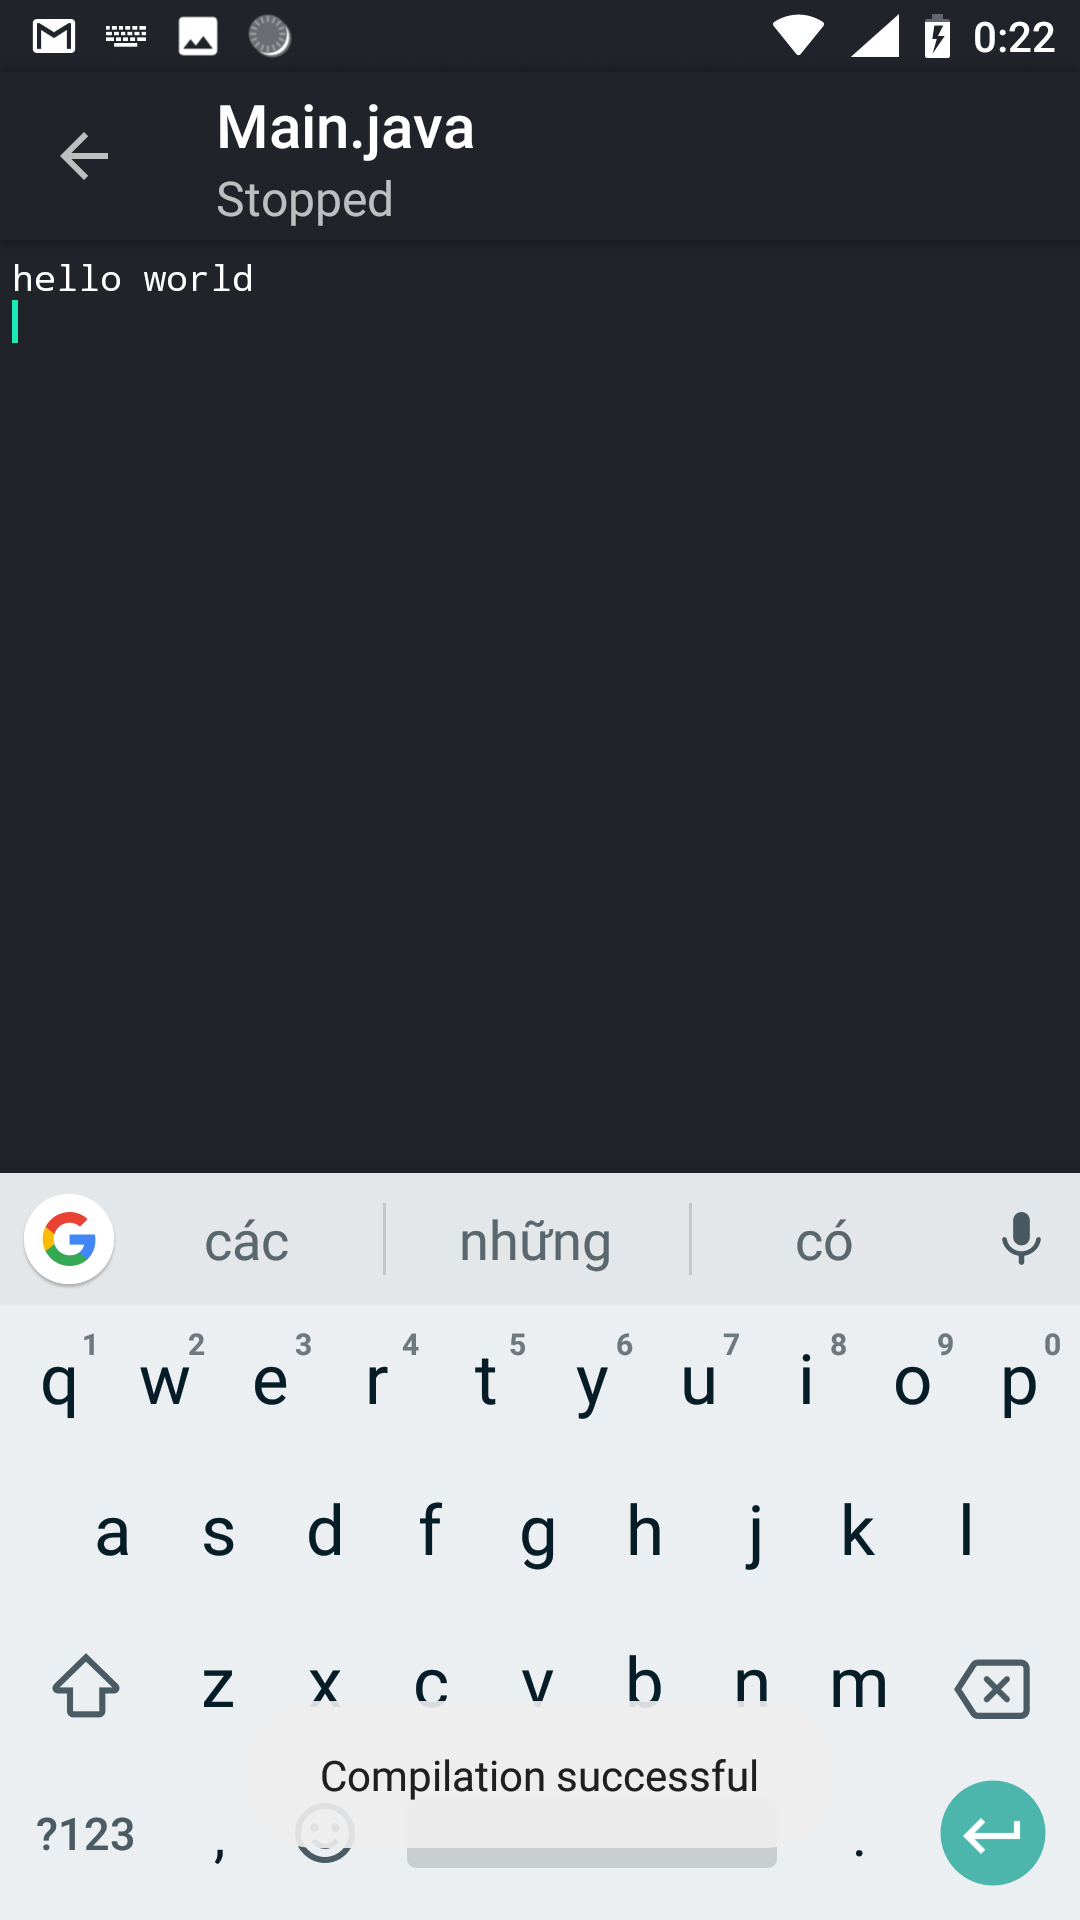 0:22
Main.java
Stopped
hello world
các những có
1 2 3 4 5 6 7 8 9 0
q w e r t y u i o p
a s d f g h j k l
z x c v b n m
Compilation successful
?123 , .